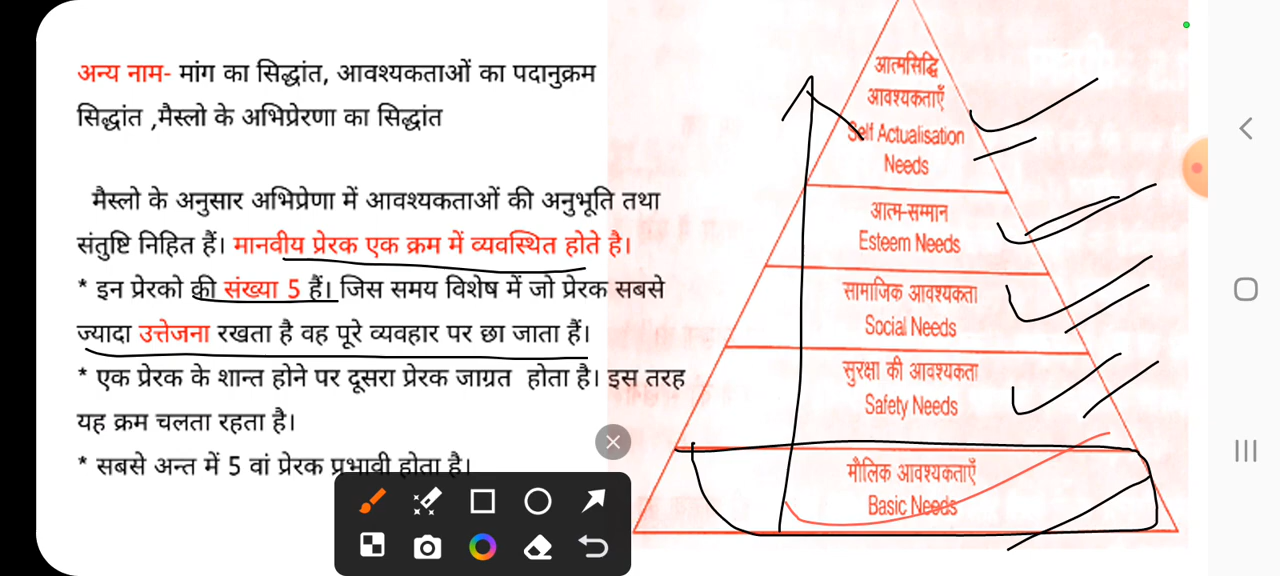 अन्य नाम- मांग का सिद्धांत, आवश्यकताओं का पदानुक्रम
सिद्धांत ,मैस्लो के अभिप्रेरणा का सिद्धांत
मैस्लो के अनुसार अभिप्रेणा में आवश्यकताओं की अनुभूति तथा
संतुष्टि निहित हैं। मानवीय प्रेरक एक क्रम में व्यवस्थित होते है।
* इन प्रेरको की संख्या 5 हैं। जिस समय विशेष में जो प्रेरक सबसे
ज्यादा उत्तेजना रखता है वह पूरे व्यवहार पर छा जाता हैं।
* एक प्रेरक के शान्त होने पर दूसरा प्रेरक जाग्रत होता है। इस तरह
यह क्रम चलता रहता है।
* सबसे अन्त में 5 वां प्रेरक प्रभावी होता है।
आत्मसिद्धि
आवश्यकताएँ
Self Actualisation
Needs
आत्म-सम्मान
Esteem Needs
सामाजिक आवश्यकता
Social Needs
सुरक्षा की आवश्यकता
Safety Needs
मौलिक आवश्यकताएँ
Basic Needs